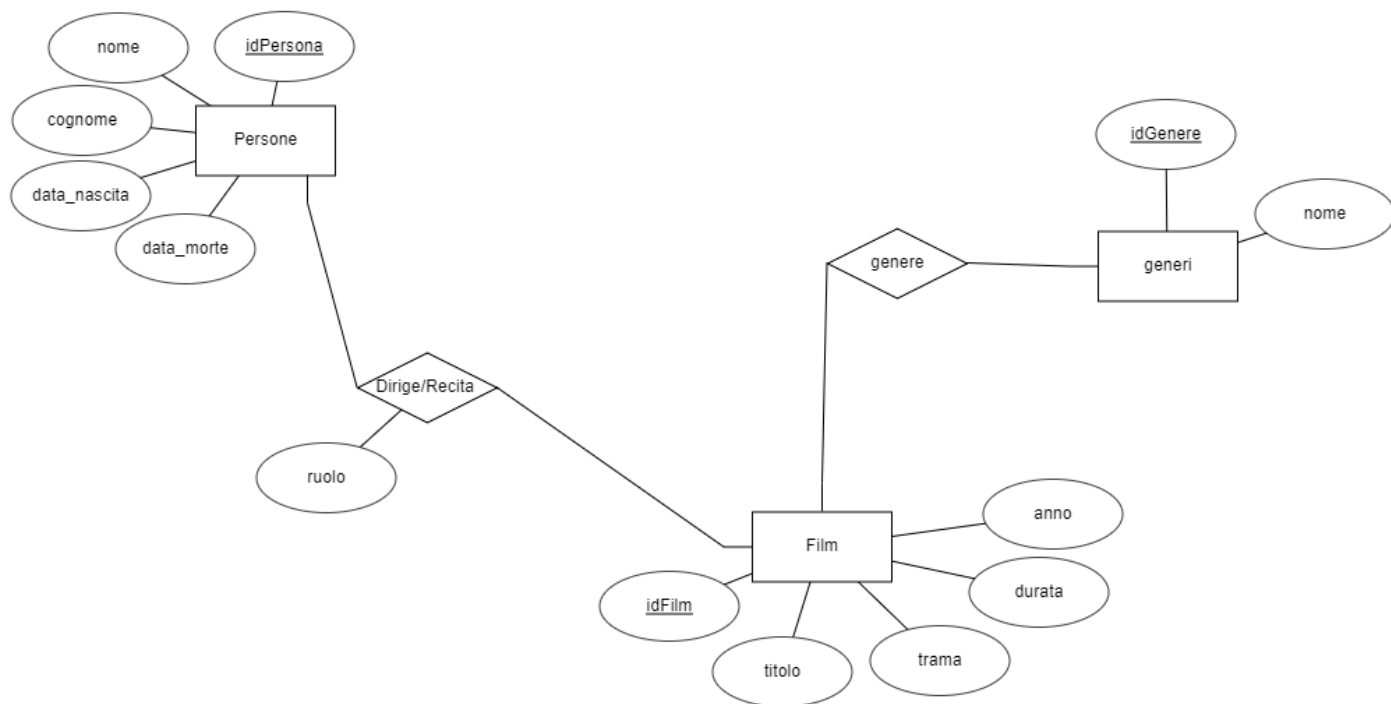 nome
idPersona
cognome
Persone
data_nascita
data_morte
idGenere
nome
genere
generi
Dirige/Recita
ruolo
anno
Film
durata
idFilm
trama
titolo